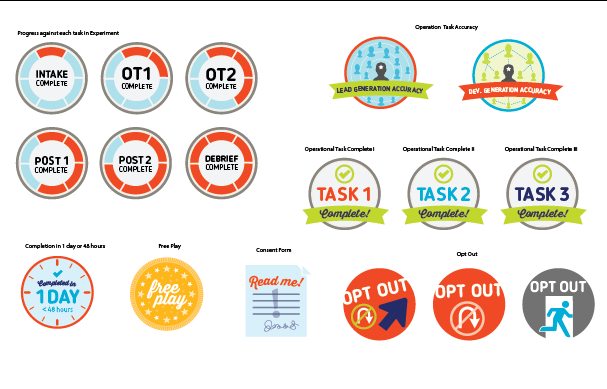 Progress against each task in Experiment
INTAKE
COMPLETE
OT1
COMPLETE
OT2
COMPLETE
POST 1
COMPLETE
POST 2
COMPLETE
DEBRIEF
COMPLETE
Operation Task Accuracy
LEAD GENERATION ACCURACY
DEV. GENERATION ACCURACY
Operational Task Complete I
TASK 1
Complete!
Operational Task Complete II
TASK 2
Complete!
Operational Task Complete III
TASK 3
Complete!
Completion in 1 day or 48 hours
Completed in
1 DAY
< 48 hours
Free Play
free
play.
Consent Form
Read me!
Opt Out
OPT OUT
OPT OUT
OPT OUT